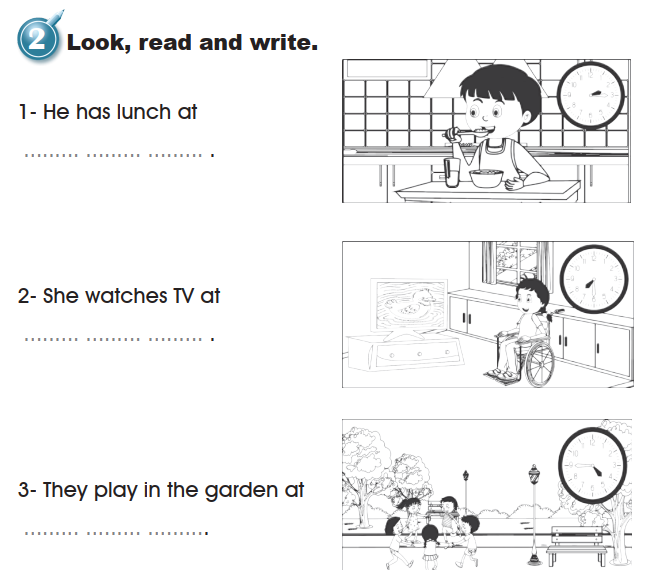 2 Look, read and write.
1- He has lunch at
......... ......... ......... .
2- She watches TV at
......... ......... ......... .
3- They play in the garden at
......... ......... ..........